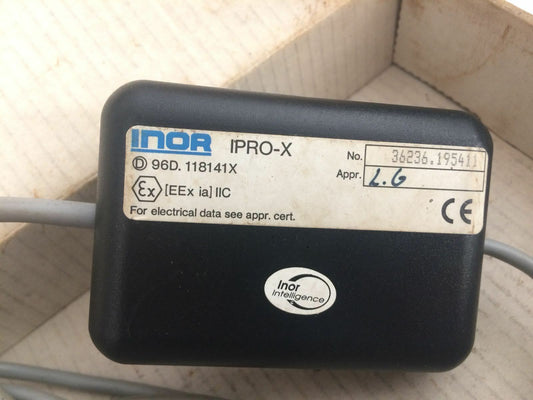 INOR IPRO-X
No. 36236.195411
Ⓓ 96D. 118141X
Appr. L.G
Ex [EEx ia] IIC
For electrical data see appr. cert.
CE
Inor
intelligence